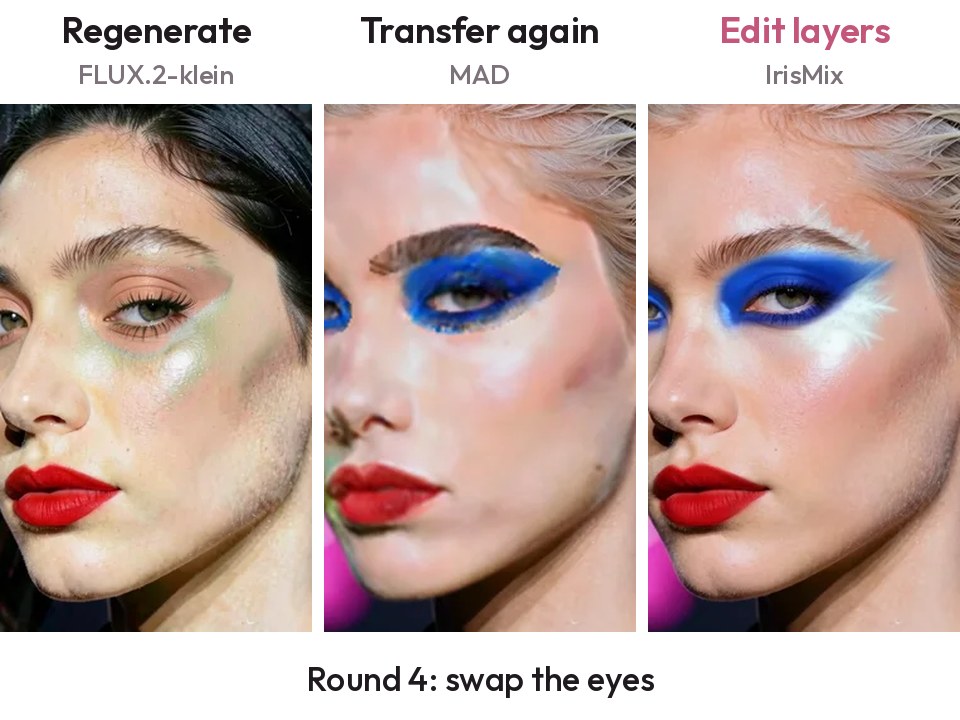 Regenerate
FLUX.2-klein
Transfer again
MAD
Edit layers
IrisMix
Round 4: swap the eyes